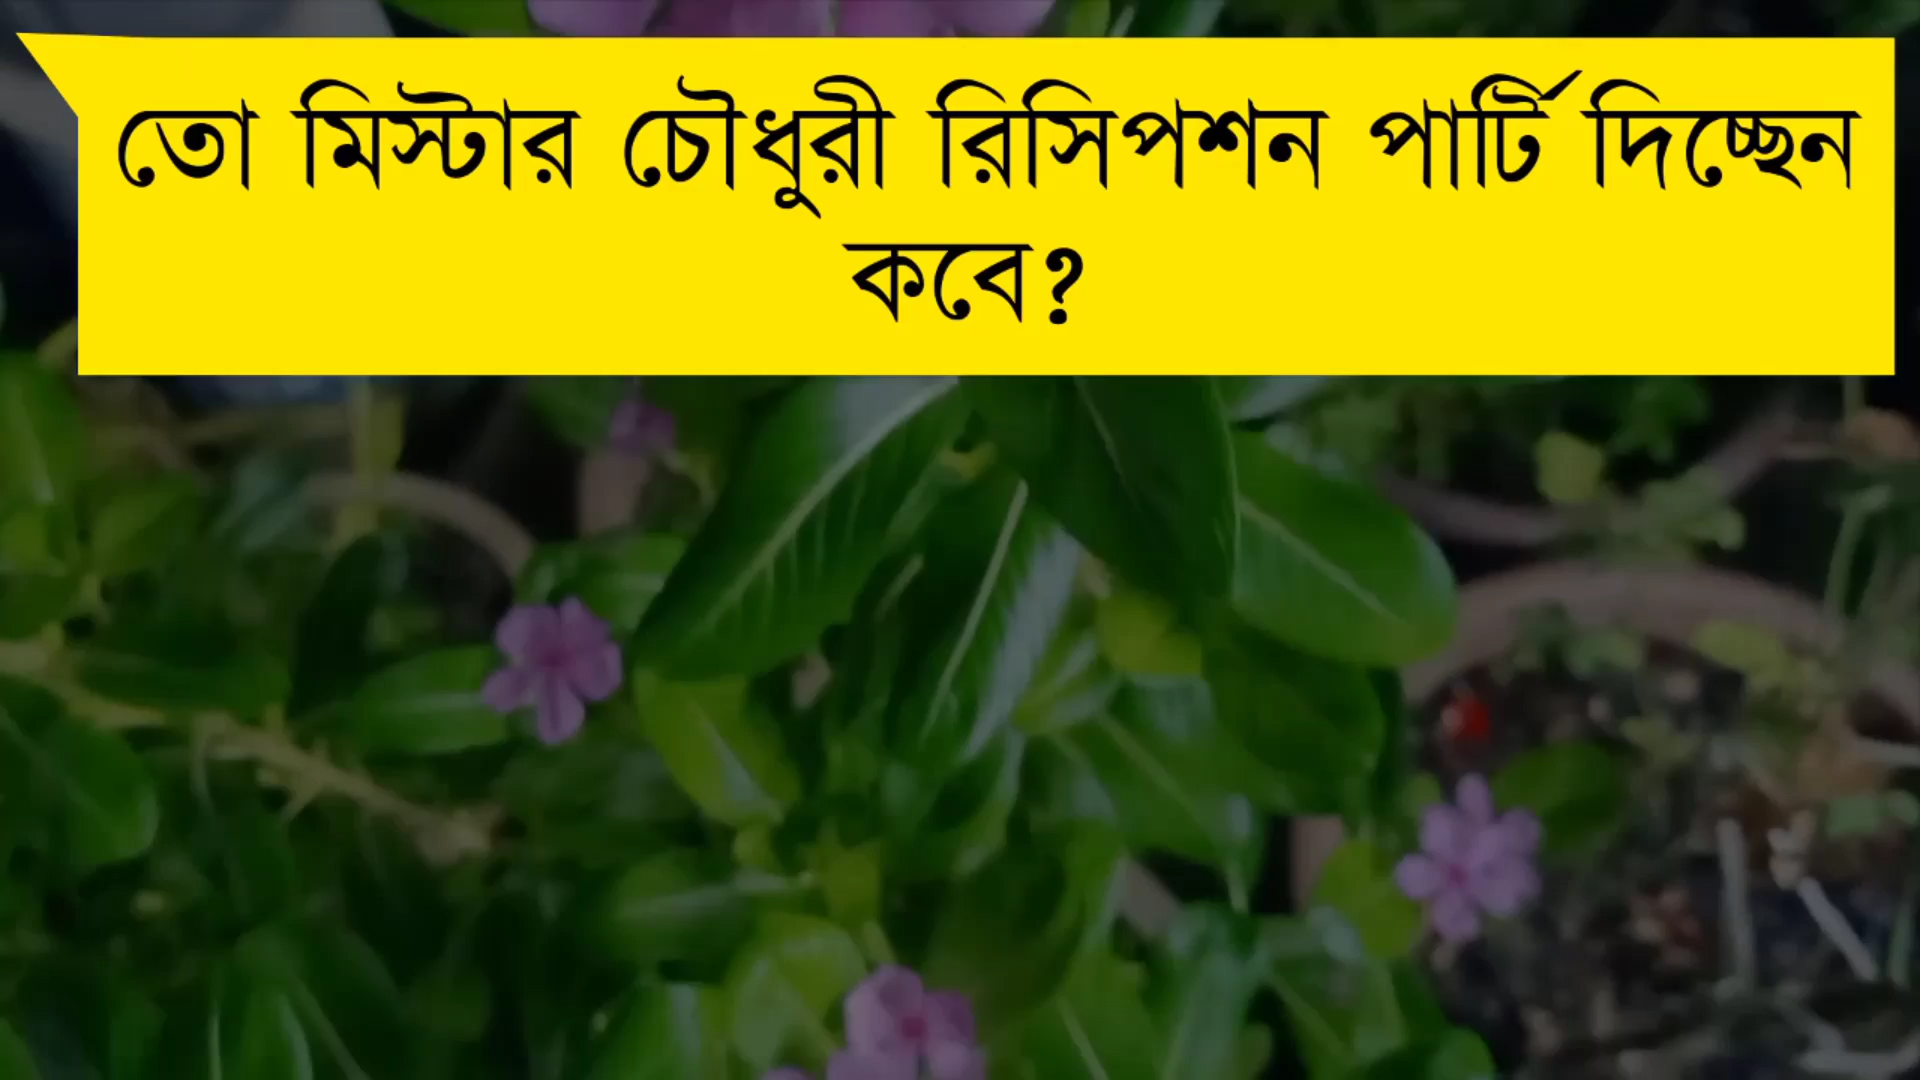 তো মিস্টার চৌধুরী রিসিপশন পার্টি দিচ্ছেন
কবে?